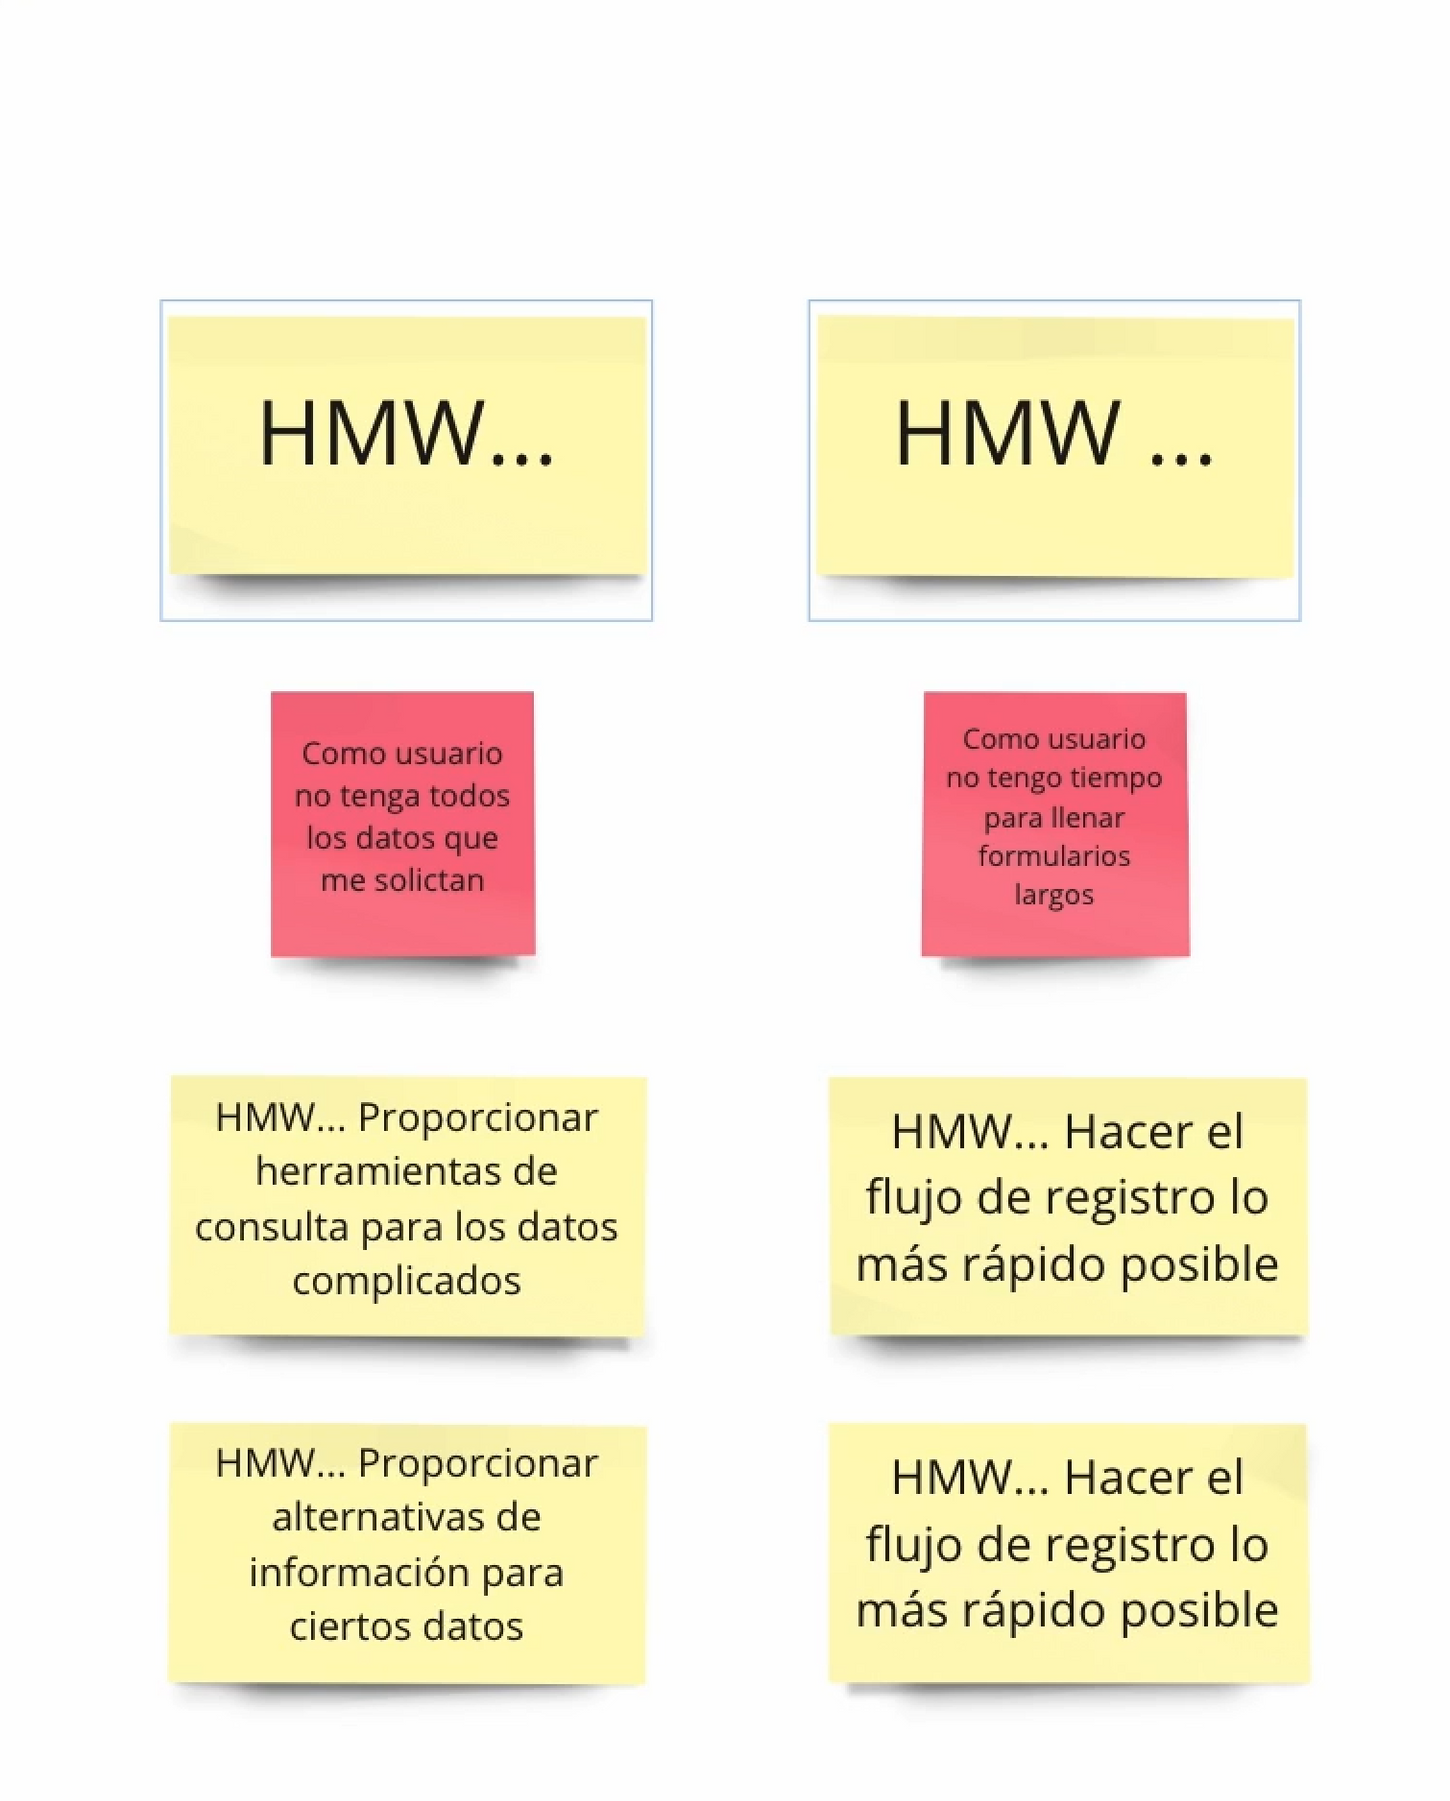 HMW...
HMW ...
Como usuario
no tenga todos
los datos que
me solictan
Como usuario
no tengo tiempo
para llenar
formularios
largos
HMW... Proporcionar
herramientas de
consulta para los datos
complicados
HMW... Hacer el
flujo de registro lo
más rápido posible
HMW... Proporcionar
alternativas de
información para
ciertos datos
HMW... Hacer el
flujo de registro lo
más rápido posible